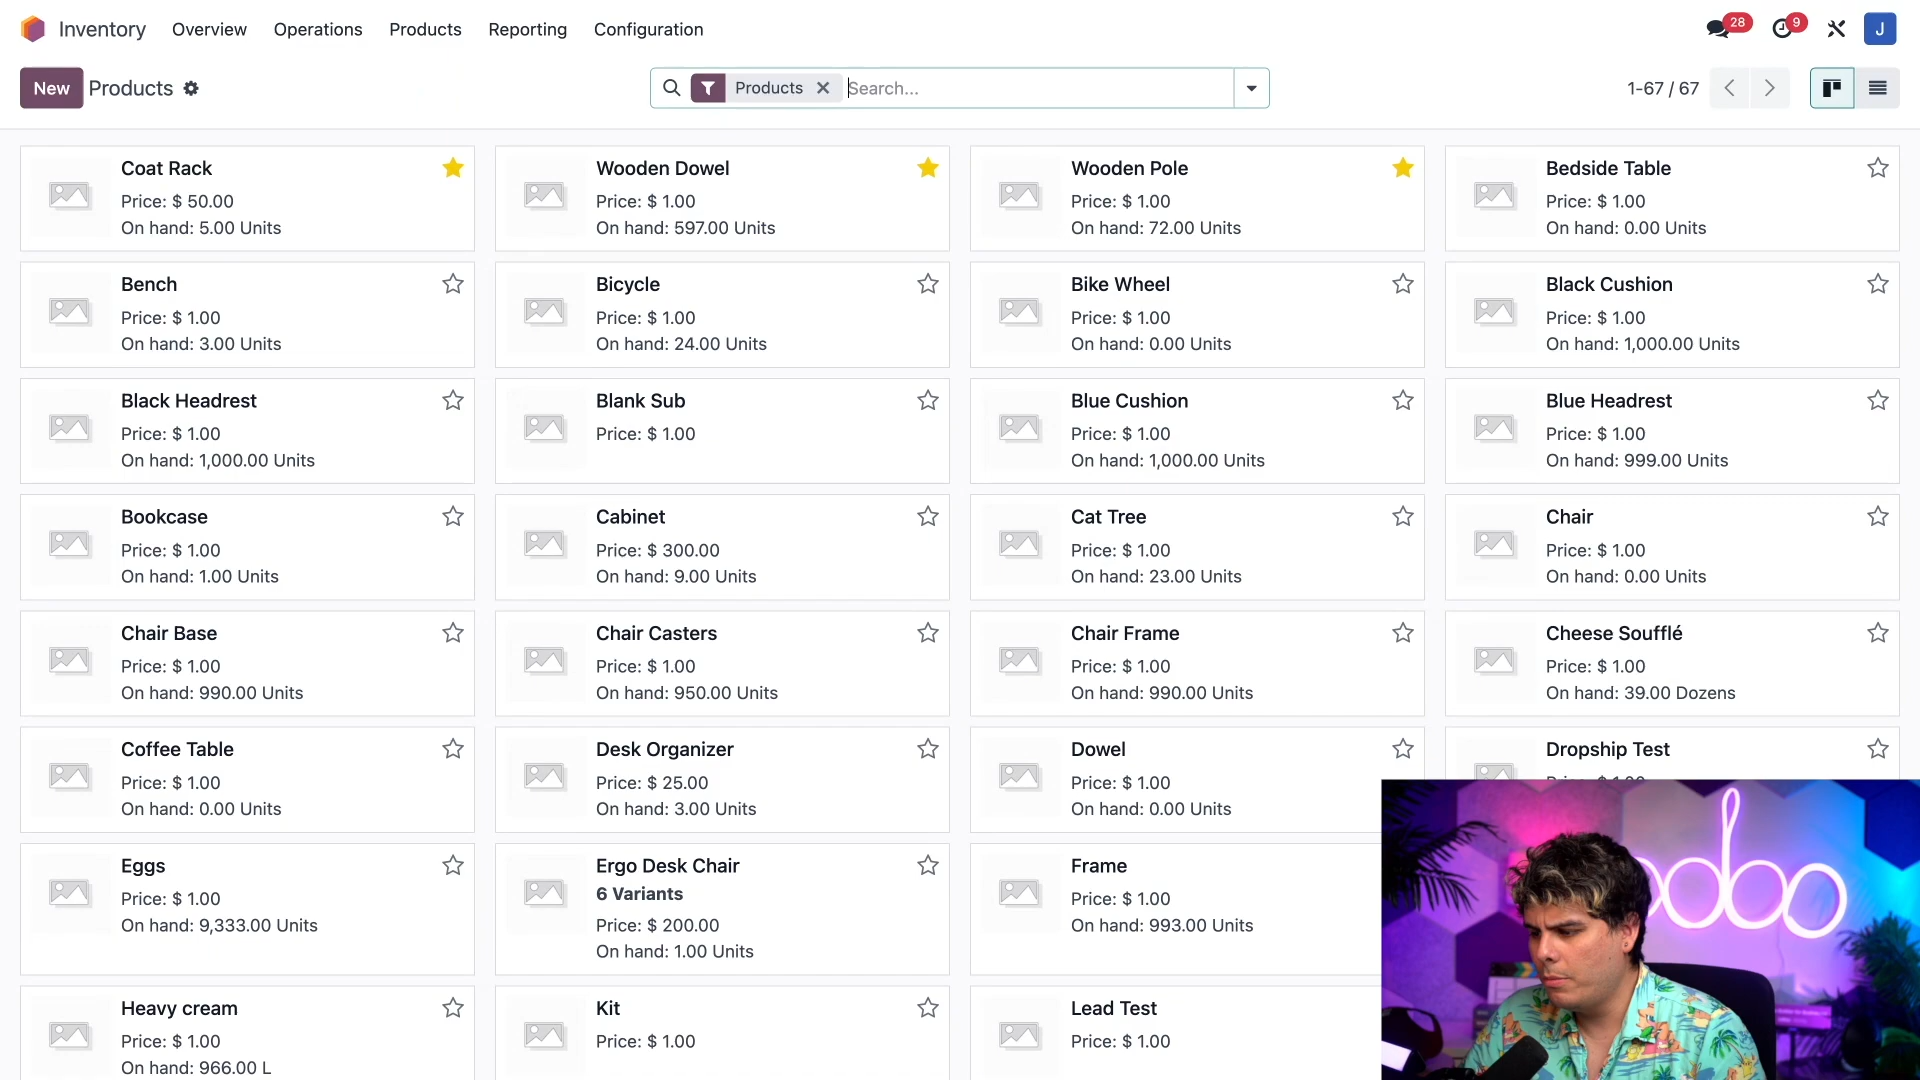 Inventory Overview Operations Products Reporting Configuration 28 9 J
New Products Products Search... 1-67 / 67
Coat Rack
Price: $ 50.00
On hand: 5.00 Units
Wooden Dowel
Price: $ 1.00
On hand: 597.00 Units
Wooden Pole
Price: $ 1.00
On hand: 72.00 Units
Bedside Table
Price: $ 1.00
On hand: 0.00 Units
Bench
Price: $ 1.00
On hand: 3.00 Units
Bicycle
Price: $ 1.00
On hand: 24.00 Units
Bike Wheel
Price: $ 1.00
On hand: 0.00 Units
Black Cushion
Price: $ 1.00
On hand: 1,000.00 Units
Black Headrest
Price: $ 1.00
On hand: 1,000.00 Units
Blank Sub
Price: $ 1.00
Blue Cushion
Price: $ 1.00
On hand: 1,000.00 Units
Blue Headrest
Price: $ 1.00
On hand: 999.00 Units
Bookcase
Price: $ 1.00
On hand: 1.00 Units
Cabinet
Price: $ 300.00
On hand: 9.00 Units
Cat Tree
Price: $ 1.00
On hand: 23.00 Units
Chair
Price: $ 1.00
On hand: 0.00 Units
Chair Base
Price: $ 1.00
On hand: 990.00 Units
Chair Casters
Price: $ 1.00
On hand: 950.00 Units
Chair Frame
Price: $ 1.00
On hand: 990.00 Units
Cheese Soufflé
Price: $ 1.00
On hand: 39.00 Dozens
Coffee Table
Price: $ 1.00
On hand: 0.00 Units
Desk Organizer
Price: $ 25.00
On hand: 3.00 Units
Dowel
Price: $ 1.00
On hand: 0.00 Units
Dropship Test
Eggs
Price: $ 1.00
On hand: 9,333.00 Units
Ergo Desk Chair
6 Variants
Price: $ 200.00
On hand: 1.00 Units
Frame
Price: $ 1.00
On hand: 993.00 Units
Heavy cream
Price: $ 1.00
On hand: 966.00 L
Kit
Price: $ 1.00
Lead Test
Price: $ 1.00